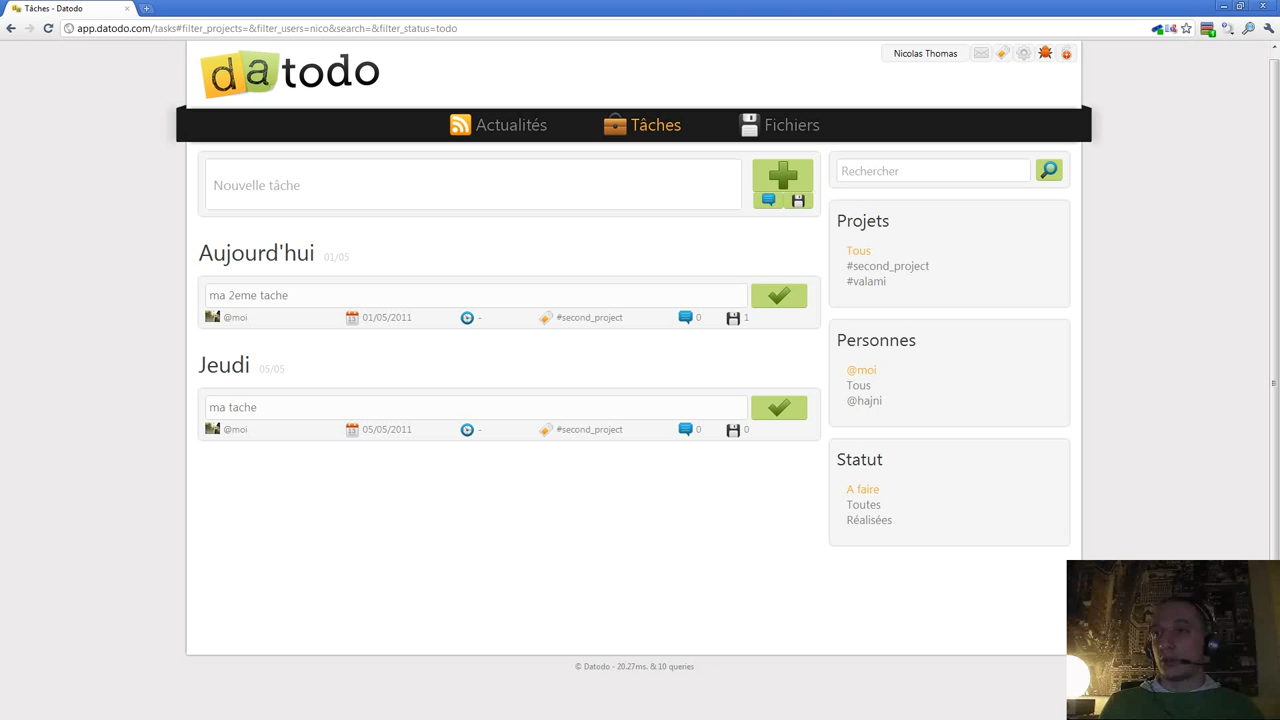 Tâches - Datodo
app.datodo.com/tasks#filter_projects=&filter_users=nico&search=&filter_status=todo
datodo
Nicolas Thomas
Actualités
Tâches
Fichiers
Nouvelle tâche
Rechercher
Aujourd'hui 01/05
ma 2eme tache
@moi 01/05/2011 - #second_project 0 1
Jeudi 05/05
ma tache
@moi 05/05/2011 - #second_project 0 0
Projets
Tous
#second_project
#valami
Personnes
@moi
Tous
@hajni
Statut
A faire
Toutes
Réalisées
© Datodo - 20.27ms. & 10 queries